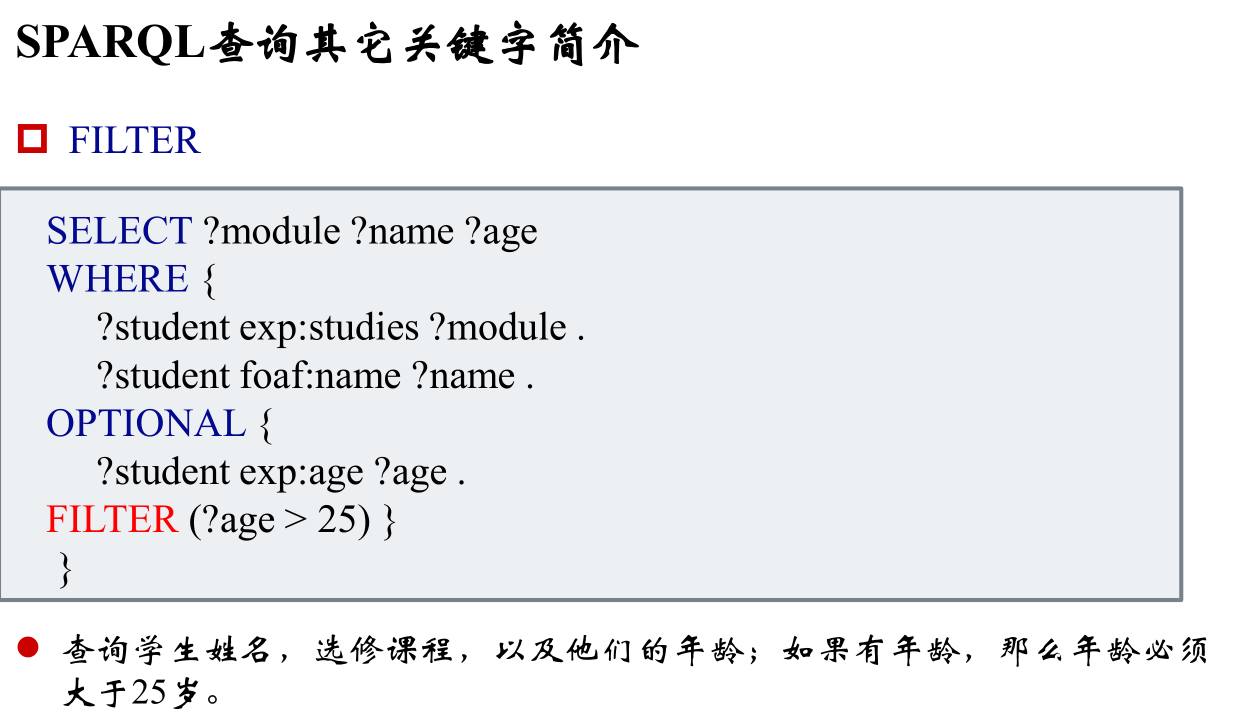 SPARQL查询其它关键字简介
FILTER
SELECT ?module ?name ?age
WHERE {
?student exp:studies ?module .
?student foaf:name ?name .
OPTIONAL {
?student exp:age ?age .
FILTER (?age > 25) }
}
查询学生姓名，选修课程，以及他们的年龄；如果有年龄，那么年龄必须
大于25岁。